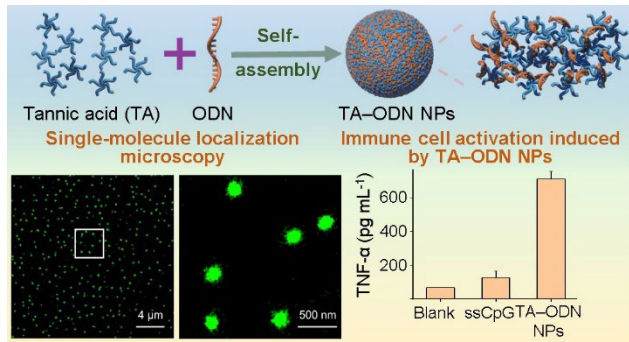 Self-
assembly
Tannic acid (TA)
ODN
TA–ODN NPs
Single-molecule localization
microscopy
Immune cell activation induced
by TA–ODN NPs
4 µm
500 nm
TNF-α (pg mL⁻¹)
600
400
200
Blank
ssCpG
TA–ODN
NPs